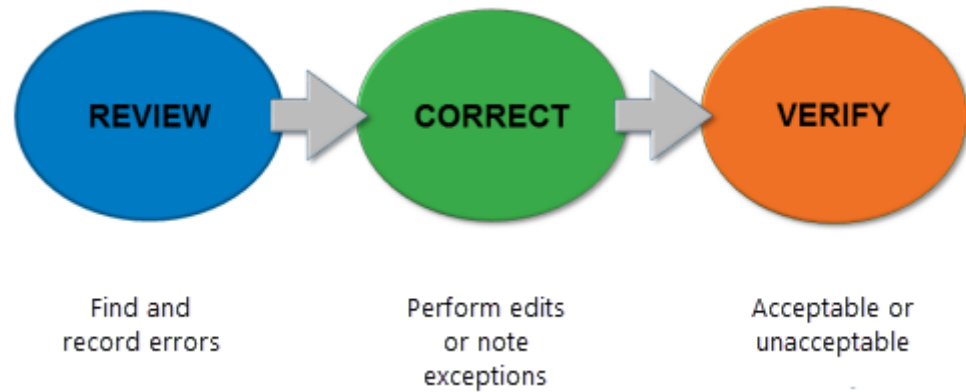 REVIEW
CORRECT
VERIFY
Find and
record errors
Perform edits
or note
exceptions
Acceptable or
unacceptable